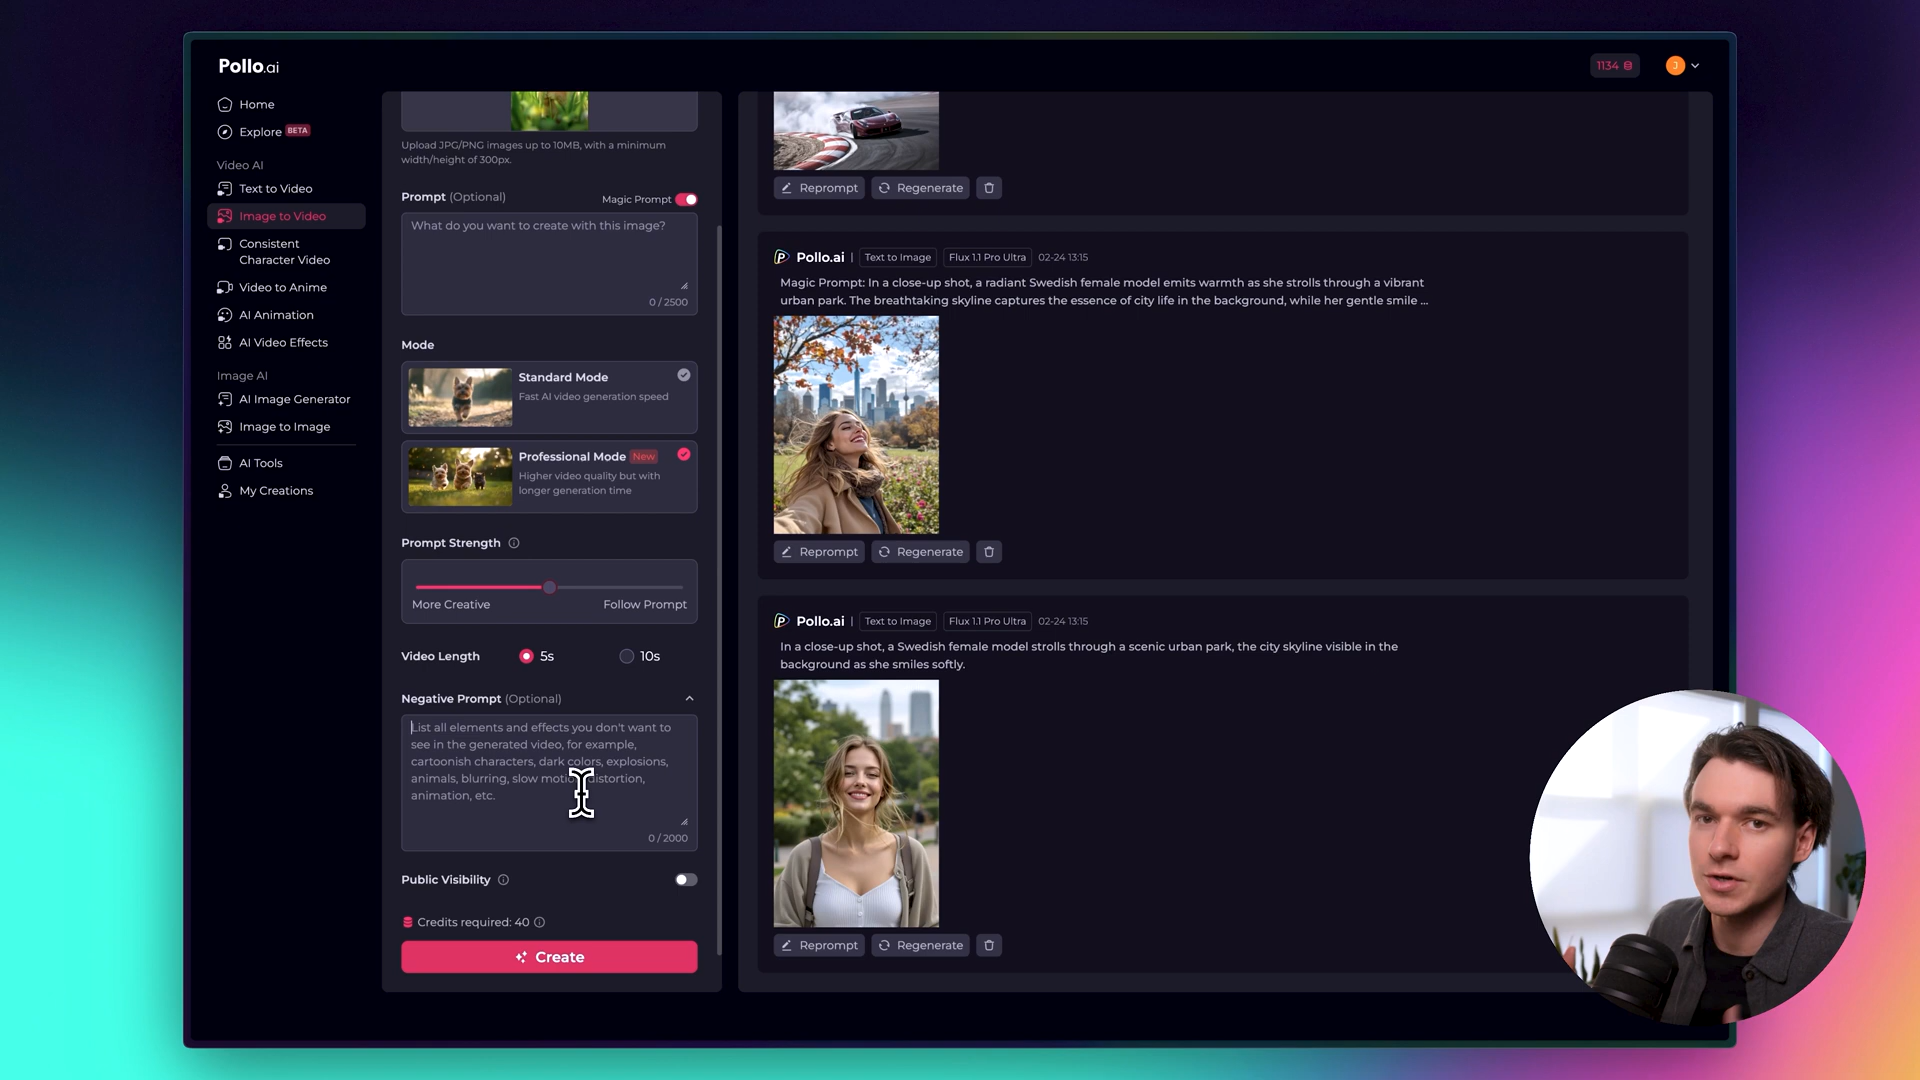 Pollo.ai
1134
J
Home
Explore BETA
Video AI
Text to Video
Image to Video
Consistent
Character Video
Video to Anime
AI Animation
AI Video Effects
Image AI
AI Image Generator
Image to Image
AI Tools
My Creations
Upload JPG/PNG images up to 10MB, with a minimum
width/height of 300px.
Prompt (Optional)
Magic Prompt
What do you want to create with this image?
0 / 2500
Mode
Standard Mode
Fast AI video generation speed
Professional Mode New
Higher video quality but with
longer generation time
Prompt Strength
More Creative
Follow Prompt
Video Length
5s
10s
Negative Prompt (Optional)
List all elements and effects you don't want to
see in the generated video, for example,
cartoonish characters, dark colors, explosions,
animals, blurring, slow motion, distortion,
animation, etc.
0 / 2000
Public Visibility
Credits required: 40
Create
Reprompt
Regenerate
Pollo.ai | Text to Image Flux 1.1 Pro Ultra 02-24 13:15
Magic Prompt: In a close-up shot, a radiant Swedish female model emits warmth as she strolls through a vibrant
urban park. The breathtaking skyline captures the essence of city life in the background, while her gentle smile ...
Reprompt
Regenerate
Pollo.ai | Text to Image Flux 1.1 Pro Ultra 02-24 13:15
In a close-up shot, a Swedish female model strolls through a scenic urban park, the city skyline visible in the
background as she smiles softly.
Reprompt
Regenerate